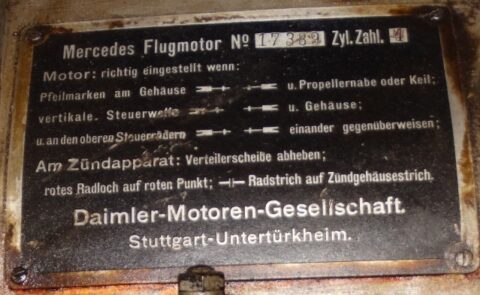 Mercedes Flugmotor No 17382 Zyl. Zahl. 4
Motor: richtig eingestellt wenn:
Pfeilmarken am Gehäuse u. Propellernabe oder Keil;
vertikale. Steuerwelle u. Gehäuse;
u. an den oberen Steuerrädern einander gegenüberweisen;
Am Zündapparat: Verteilerscheibe abheben;
rotes Radloch auf roten Punkt; Radstrich auf Zündgehäusestrich.
Daimler-Motoren-Gesellschaft.
Stuttgart-Untertürkheim.